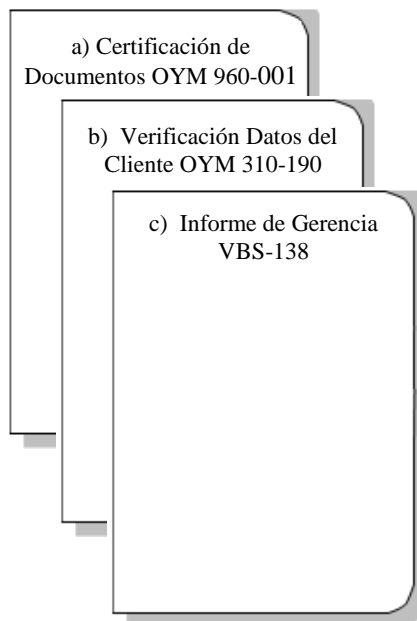 a) Certificación de
Documentos OYM 960-001
b) Verificación Datos del
Cliente OYM 310-190
c) Informe de Gerencia
VBS-138